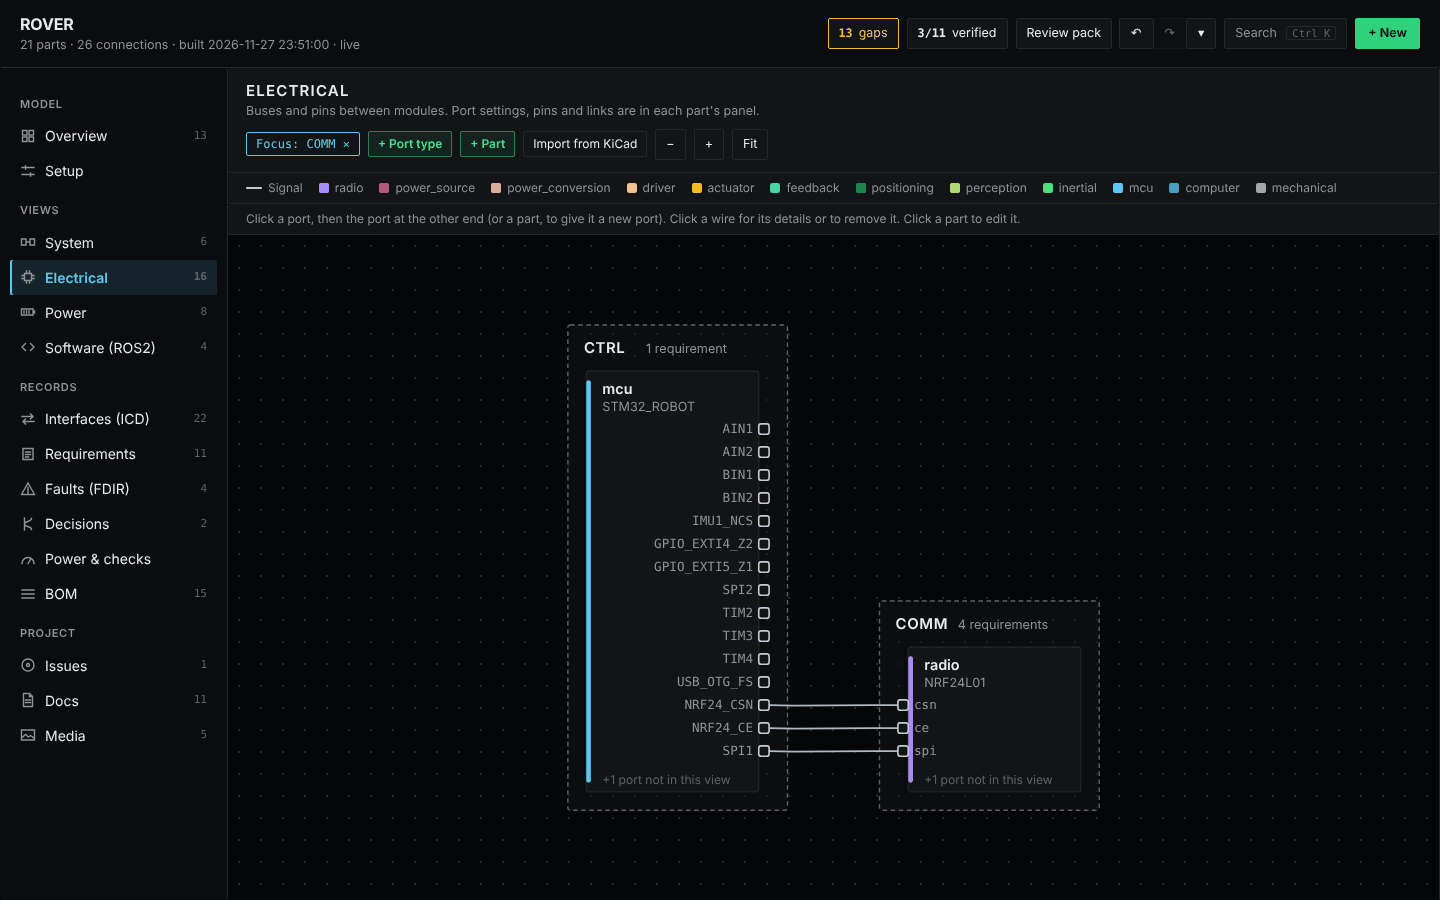 ROVER
21 parts · 26 connections · built 2026-11-27 23:51:00 · live
13 gaps
3/11 verified
Review pack
↶
↷
▾
Search Ctrl K
+ New
MODEL
Overview 13
Setup
VIEWS
System 6
Electrical 16
Power 8
Software (ROS2) 4
RECORDS
Interfaces (ICD) 22
Requirements 11
Faults (FDIR) 4
Decisions 2
Power & checks
BOM 15
PROJECT
Issues 1
Docs 11
Media 5
ELECTRICAL
Buses and pins between modules. Port settings, pins and links are in each part's panel.
Focus: COMM ×
+ Port type
+ Part
Import from KiCad
−
+
Fit
Signal radio power_source power_conversion driver actuator feedback positioning perception inertial mcu computer mechanical
Click a port, then the port at the other end (or a part, to give it a new port). Click a wire for its details or to remove it. Click a part to edit it.
CTRL 1 requirement
mcu
STM32_ROBOT
AIN1
AIN2
BIN1
BIN2
IMU1_NCS
GPIO_EXTI4_Z2
GPIO_EXTI5_Z1
SPI2
TIM2
TIM3
TIM4
USB_OTG_FS
NRF24_CSN
NRF24_CE
SPI1
+1 port not in this view
COMM 4 requirements
radio
NRF24L01
csn
ce
spi
+1 port not in this view